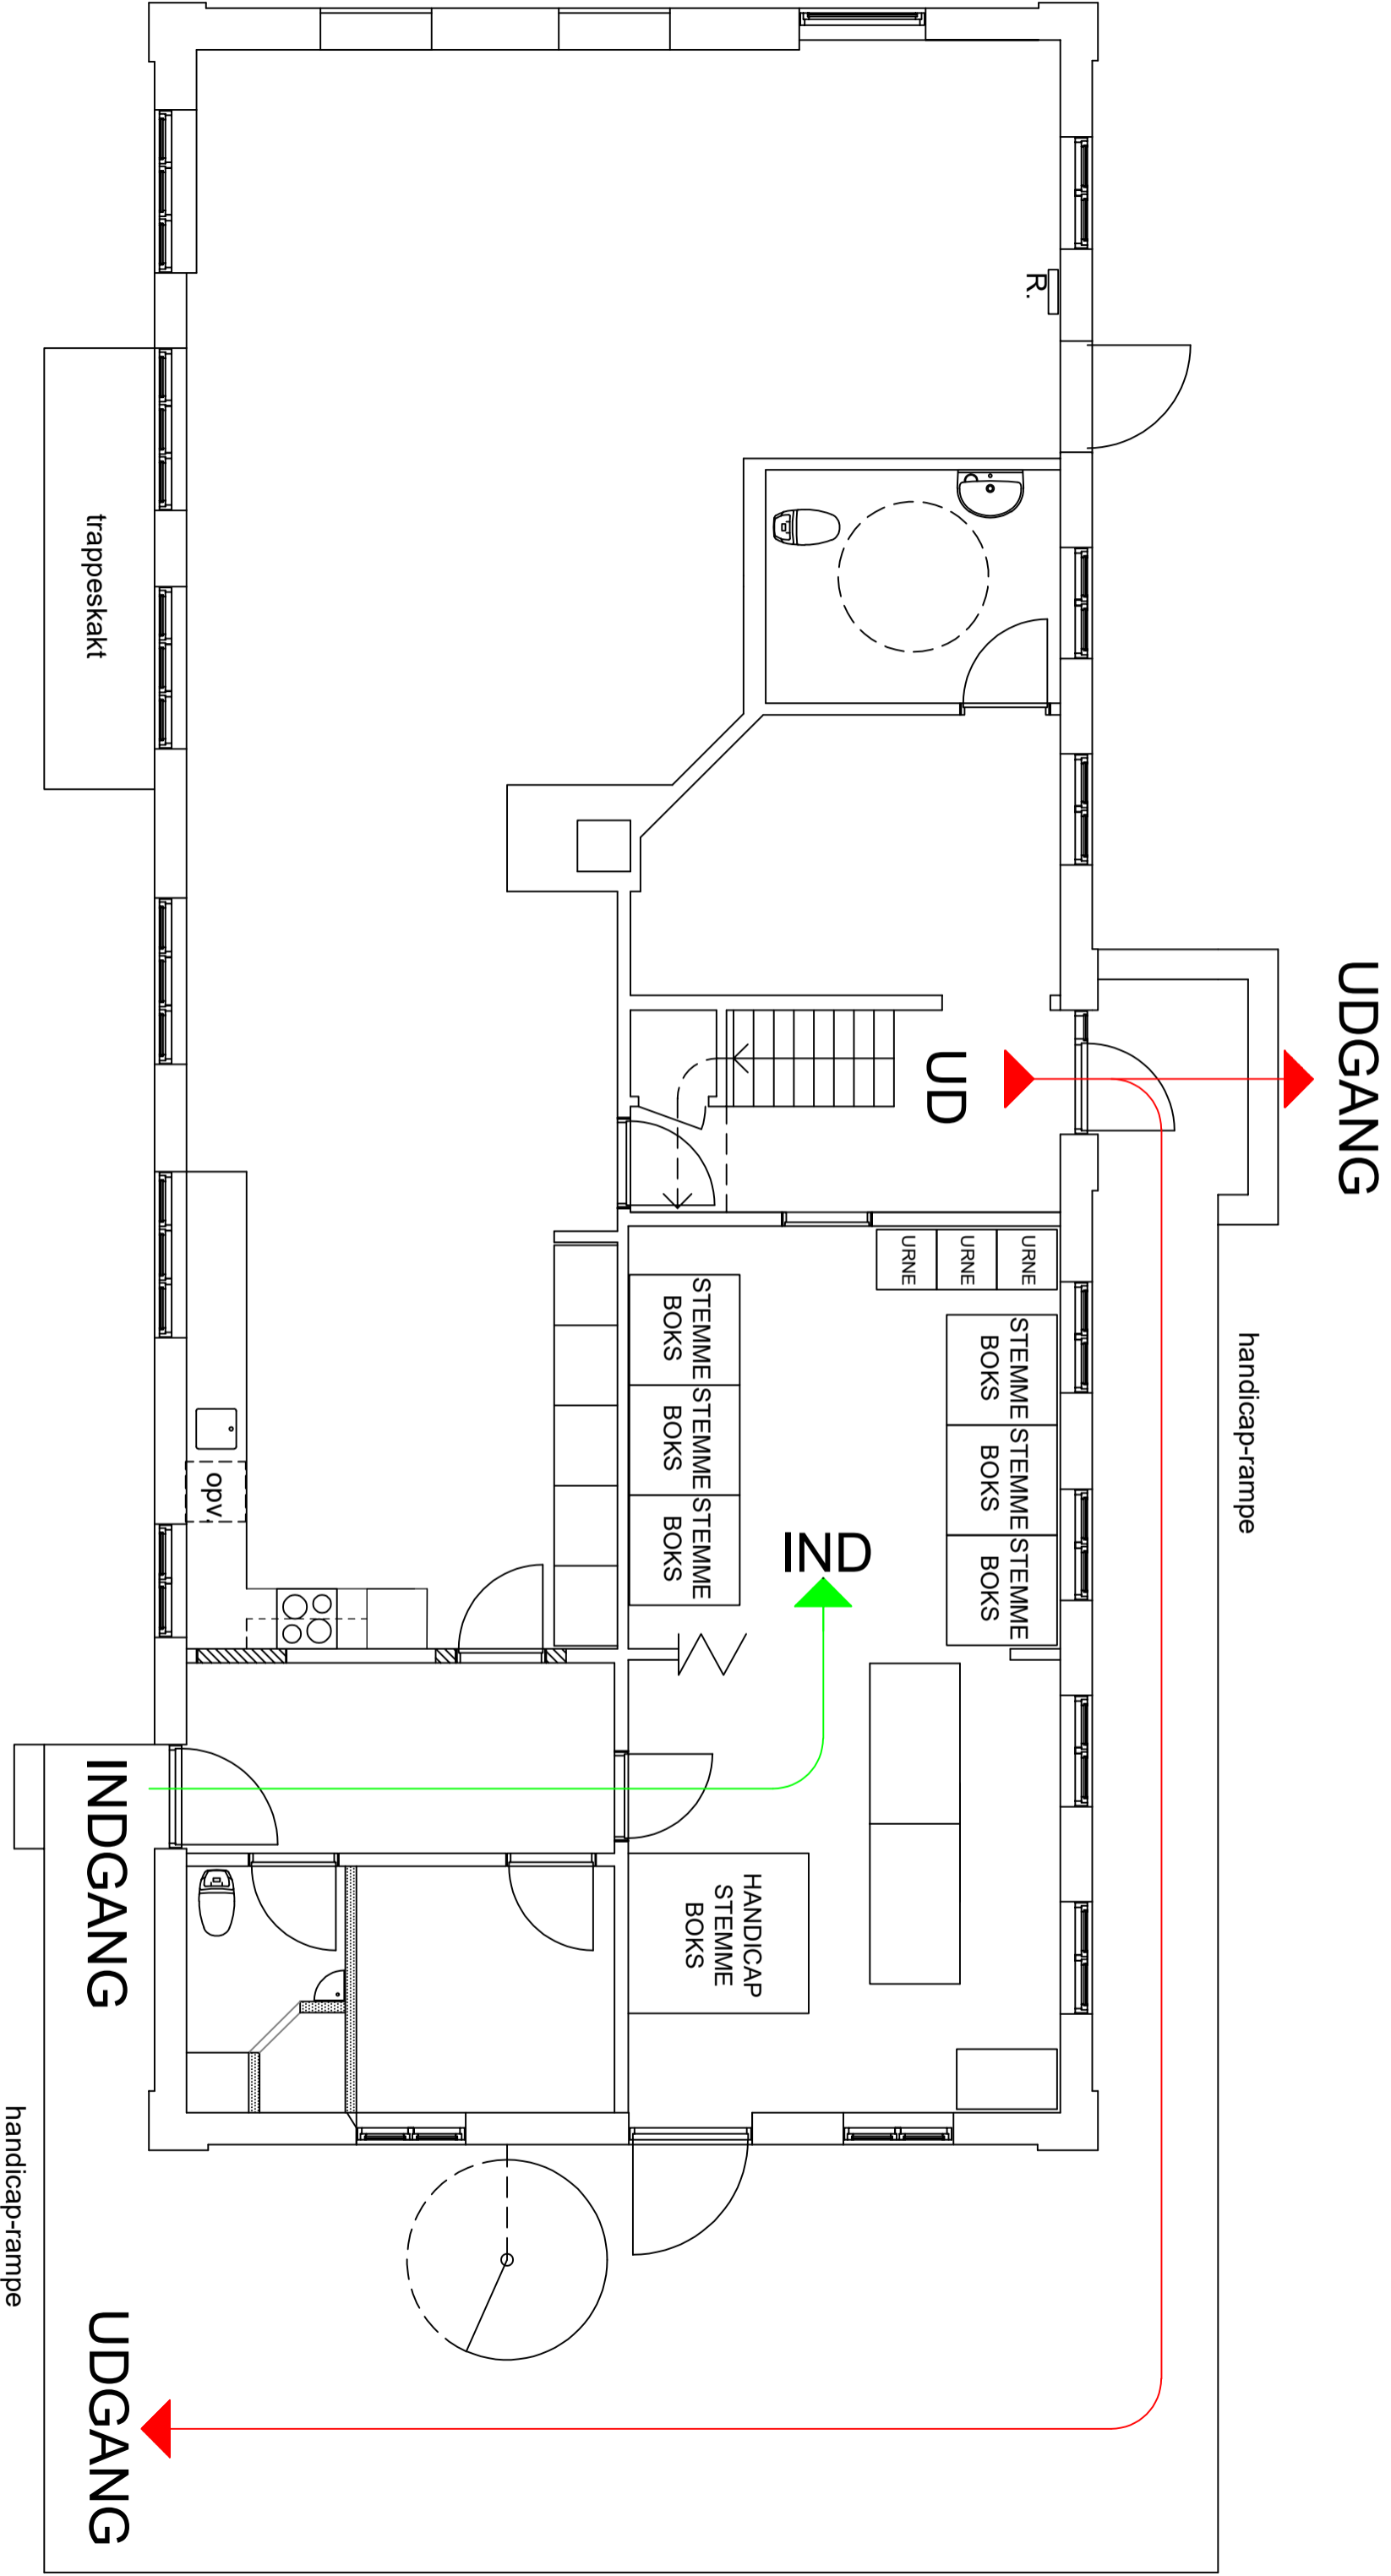 UDGANG
handicap-rampe
R.
URNE
URNE
URNE
STEMME STEMME STEMME
BOKS BOKS BOKS
UD
IND
HANDICAP
STEMME
BOKS
STEMME STEMME STEMME
BOKS BOKS BOKS
opv.
trappeskakt
INDGANG
UDGANG
handicap-rampe